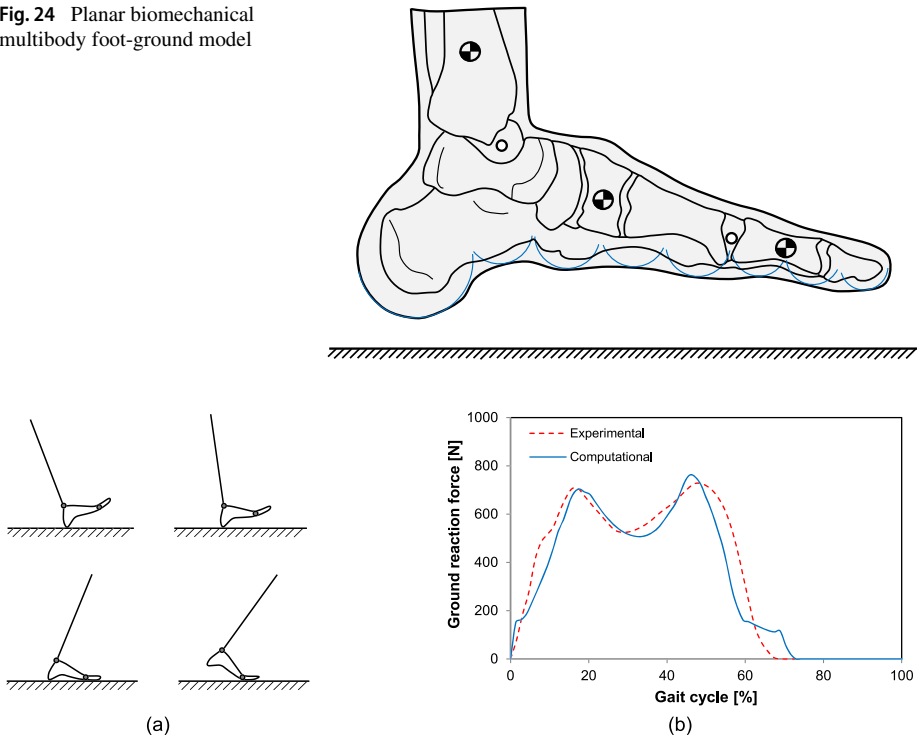 Fig. 24 Planar biomechanical
multibody foot-ground model
(a)
1000
800
600
400
200
0
Ground reaction force [N]
Experimental
Computational
0 20 40 60 80 100
Gait cycle [%]
(b)